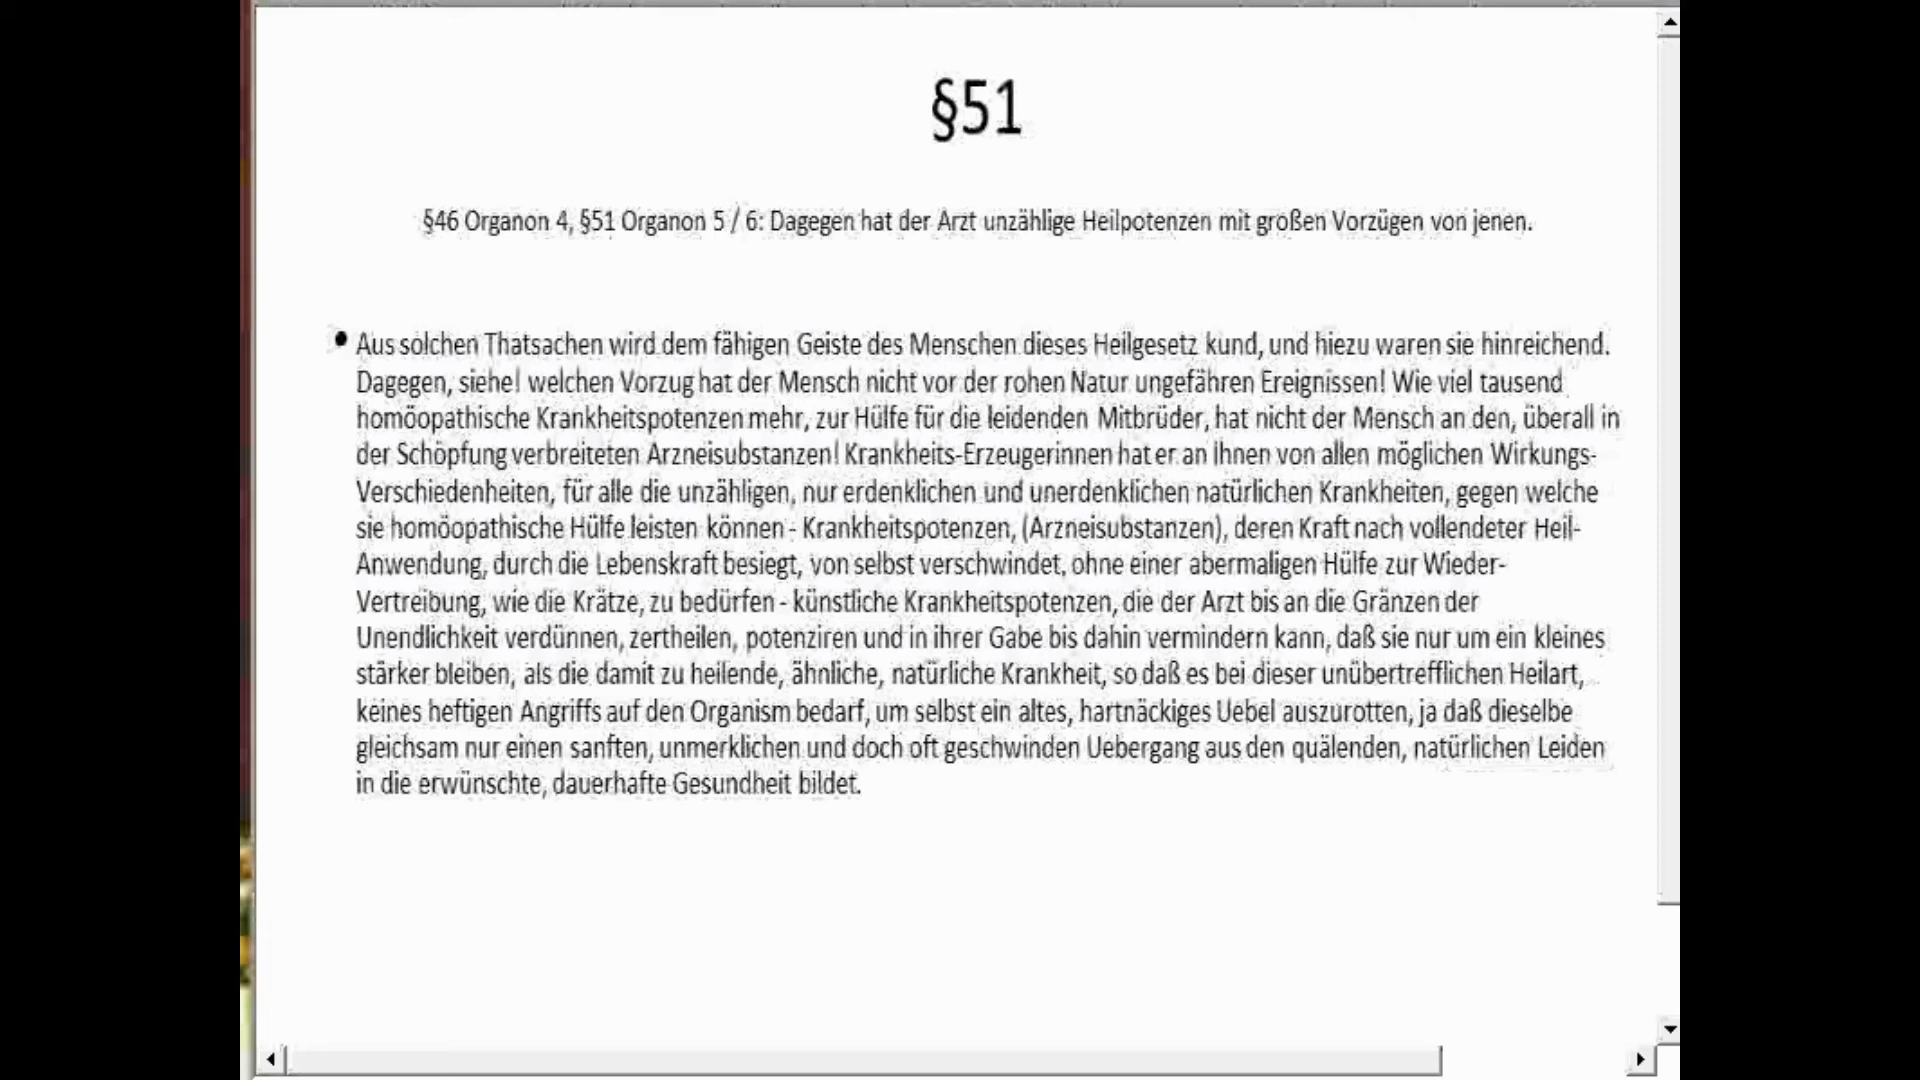 §51
§46 Organon 4, §51 Organon 5 / 6: Dagegen hat der Arzt unzählige Heilpotenzen mit großen Vorzügen von jenen.
• Aus solchen Thatsachen wird dem fähigen Geiste des Menschen dieses Heilgesetz kund, und hiezu waren sie hinreichend.
Dagegen, siehe! welchen Vorzug hat der Mensch nicht vor der rohen Natur ungefähren Ereignissen! Wie viel tausend
homöopathische Krankheitspotenzen mehr, zur Hülfe für die leidenden Mitbrüder, hat nicht der Mensch an den, überall in
der Schöpfung verbreiteten Arzneisubstanzen! Krankheits-Erzeugerinnen hat er an Ihnen von allen möglichen Wirkungs-
Verschiedenheiten, für alle die unzähligen, nur erdenklichen und unerdenklichen natürlichen Krankheiten, gegen welche
sie homöopathische Hülfe leisten können - Krankheitspotenzen, (Arzneisubstanzen), deren Kraft nach vollendeter Heil-
Anwendung, durch die Lebenskraft besiegt, von selbst verschwindet, ohne einer abermaligen Hülfe zur Wieder-
Vertreibung, wie die Krätze, zu bedürfen - künstliche Krankheitspotenzen, die der Arzt bis an die Gränzen der
Unendlichkeit verdünnen, zertheilen, potenziren und in ihrer Gabe bis dahin vermindern kann, daß sie nur um ein kleines
stärker bleiben, als die damit zu heilende, ähnliche, natürliche Krankheit, so daß es bei dieser unübertrefflichen Heilart,
keines heftigen Angriffs auf den Organism bedarf, um selbst ein altes, hartnäckiges Uebel auszurotten, ja daß dieselbe
gleichsam nur einen sanften, unmerklichen und doch oft geschwinden Uebergang aus den quälenden, natürlichen Leiden
in die erwünschte, dauerhafte Gesundheit bildet.